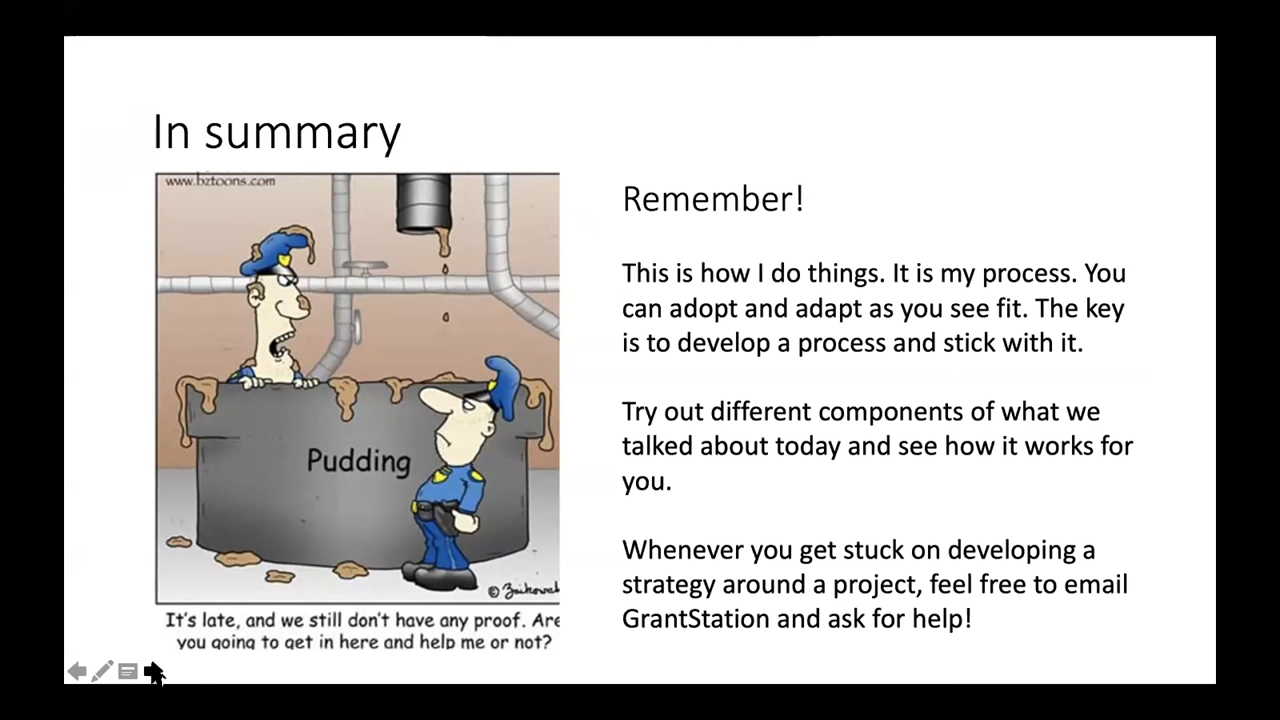 In summary
www.bztoons.com
Pudding
It's late, and we still don't have any proof. Are
you going to get in here and help me or not?
Remember!
This is how I do things. It is my process. You
can adopt and adapt as you see fit. The key
is to develop a process and stick with it.
Try out different components of what we
talked about today and see how it works for
you.
Whenever you get stuck on developing a
strategy around a project, feel free to email
GrantStation and ask for help!